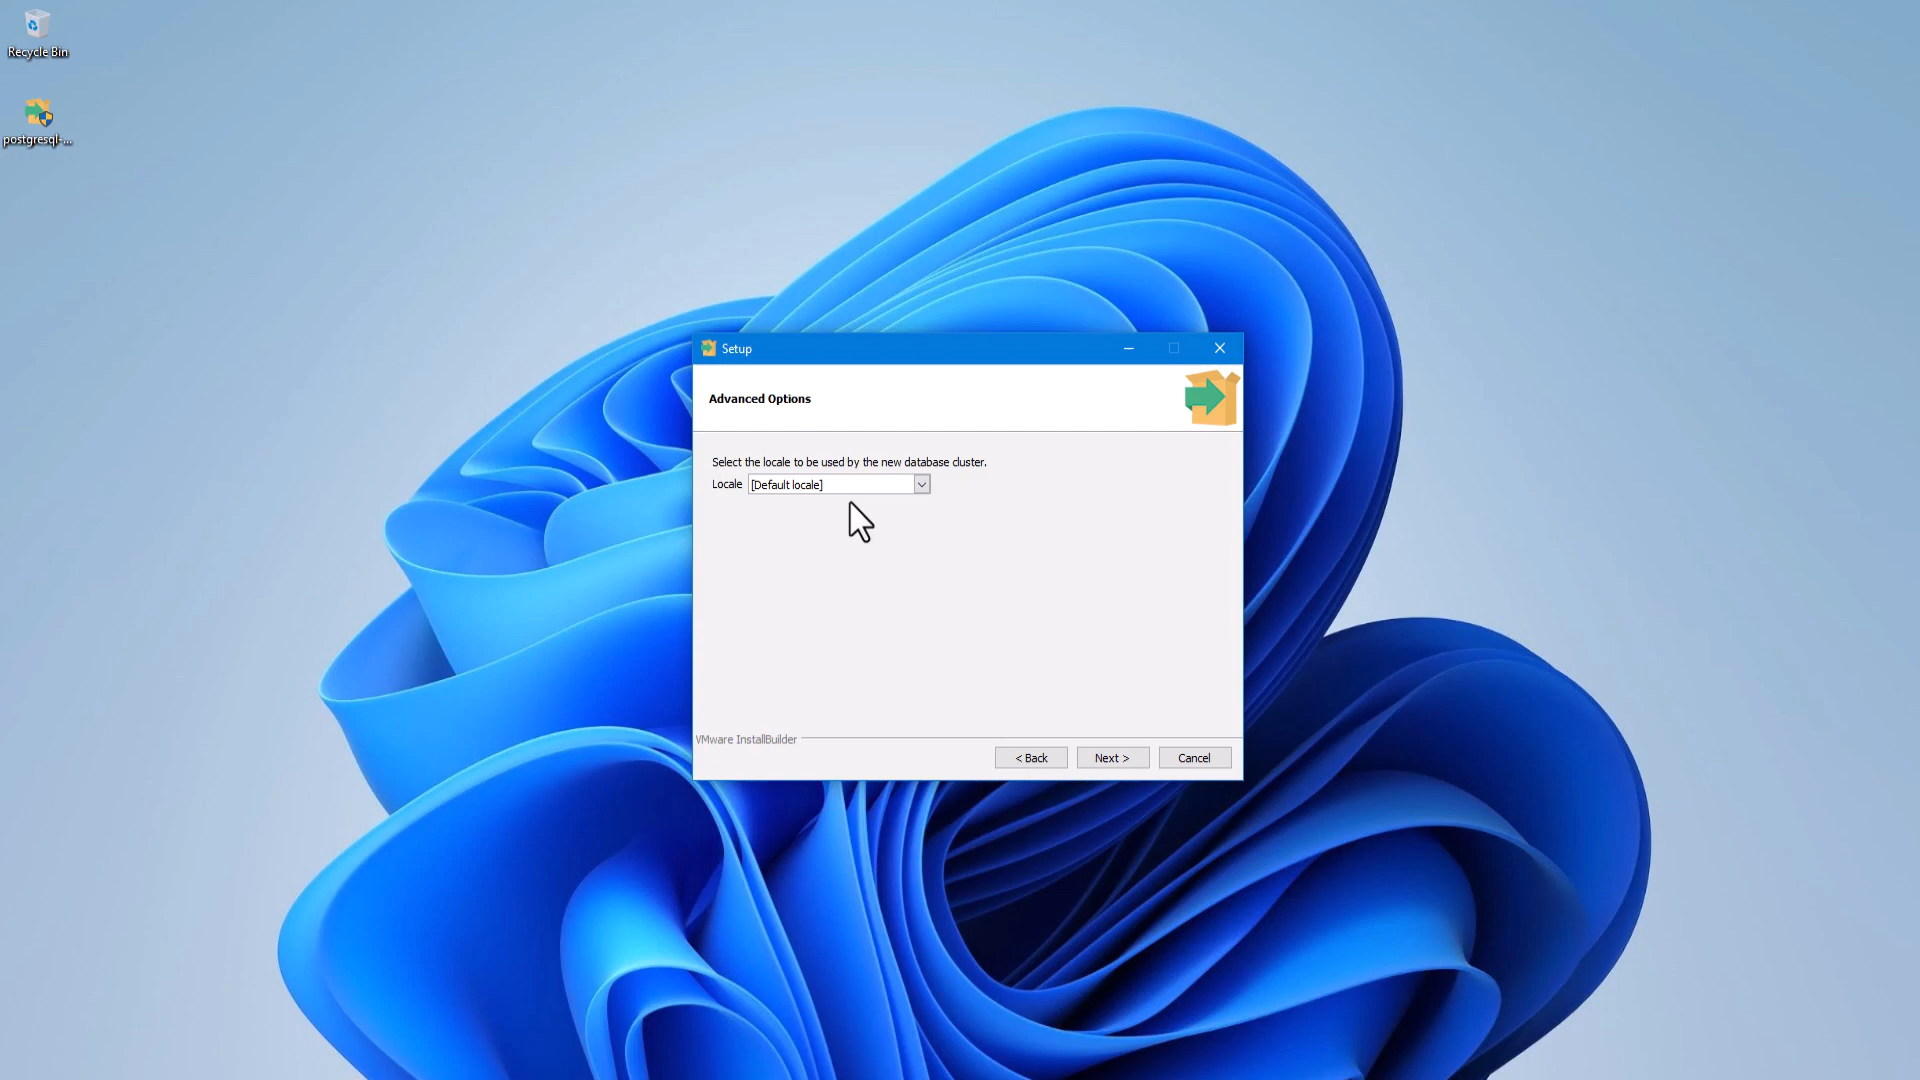 Recycle Bin
postgresql-...
Setup
Advanced Options
Select the locale to be used by the new database cluster.
Locale [Default locale]
VMware InstallBuilder
< Back Next > Cancel